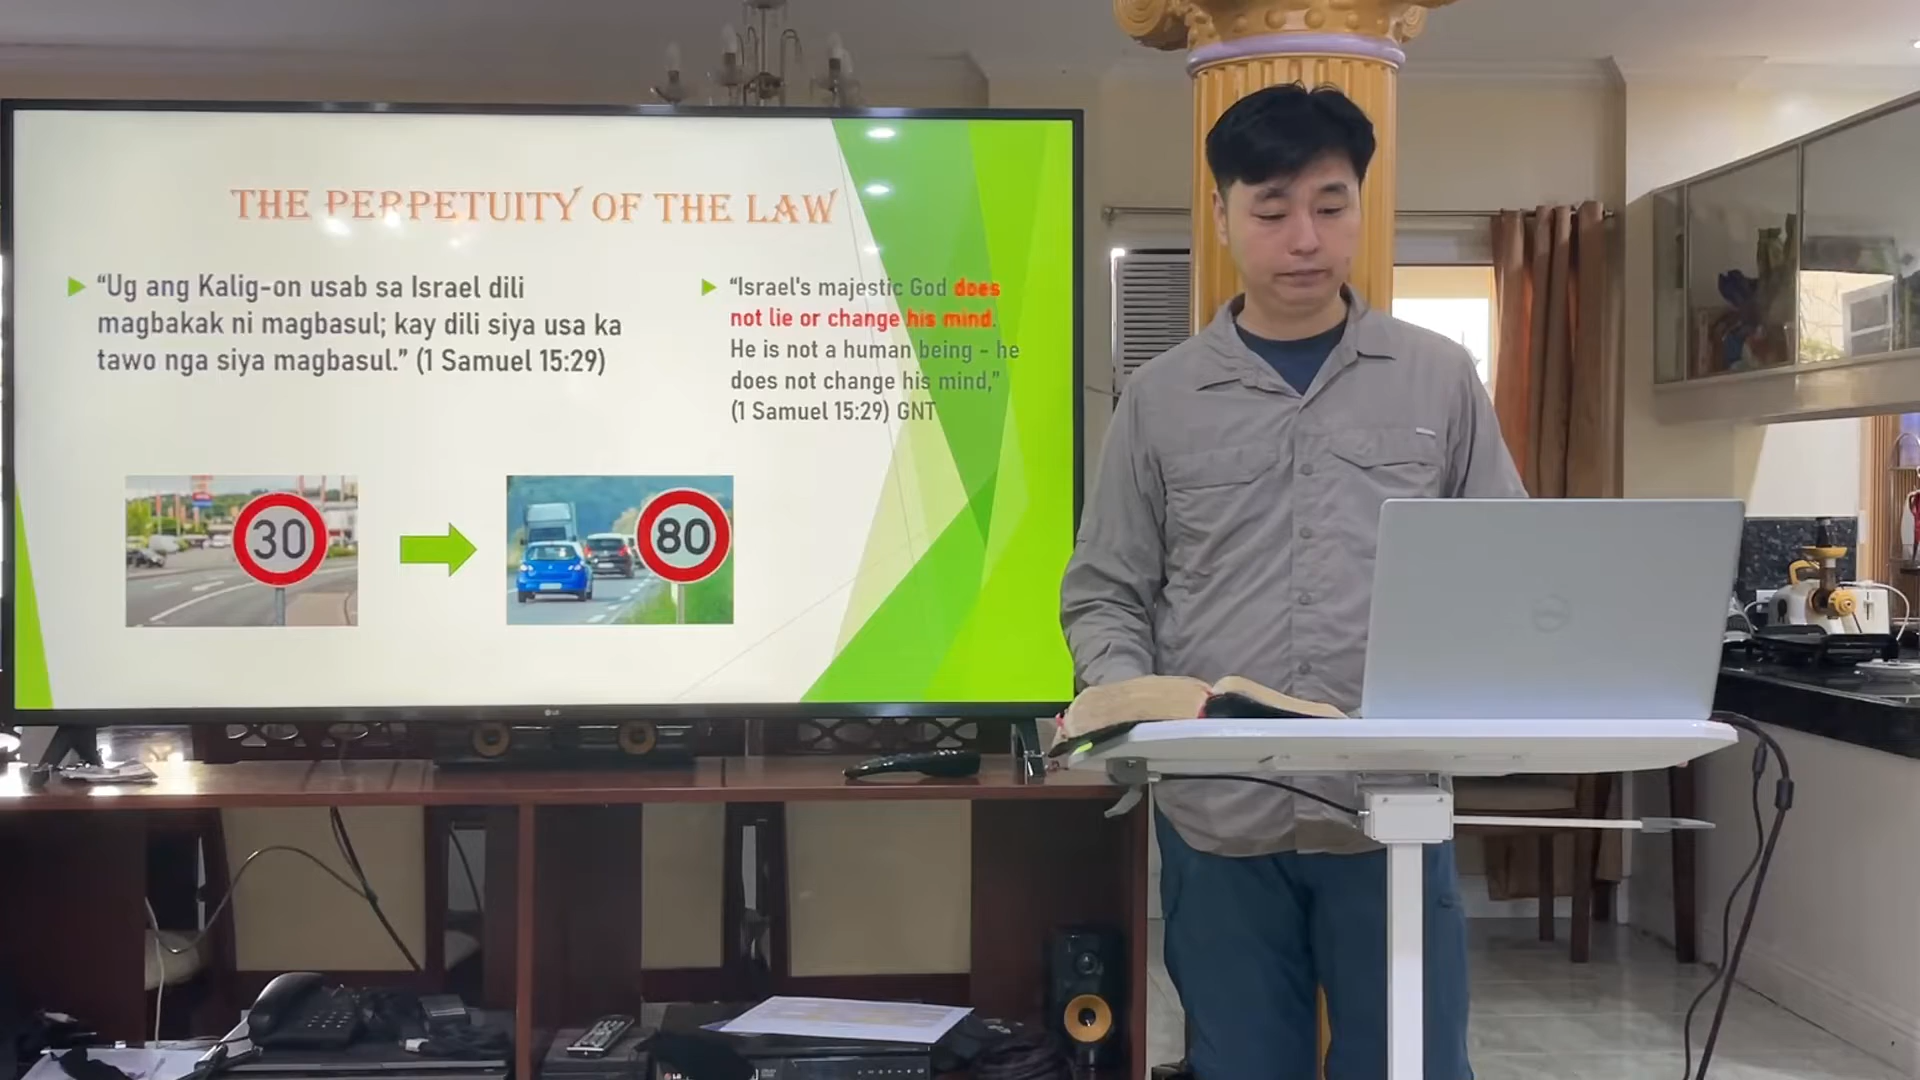 THE PERPETUITY OF THE LAW
“Ug ang Kalig-on usab sa Israel dili
magbakak ni magbasul; kay dili siya usa ka
tawo nga siya magbasul.” (1 Samuel 15:29)
“Israel's majestic God does
not lie or change his mind.
He is not a human being - he
does not change his mind,”
(1 Samuel 15:29) GNT
30
80
LG
DELL
LG